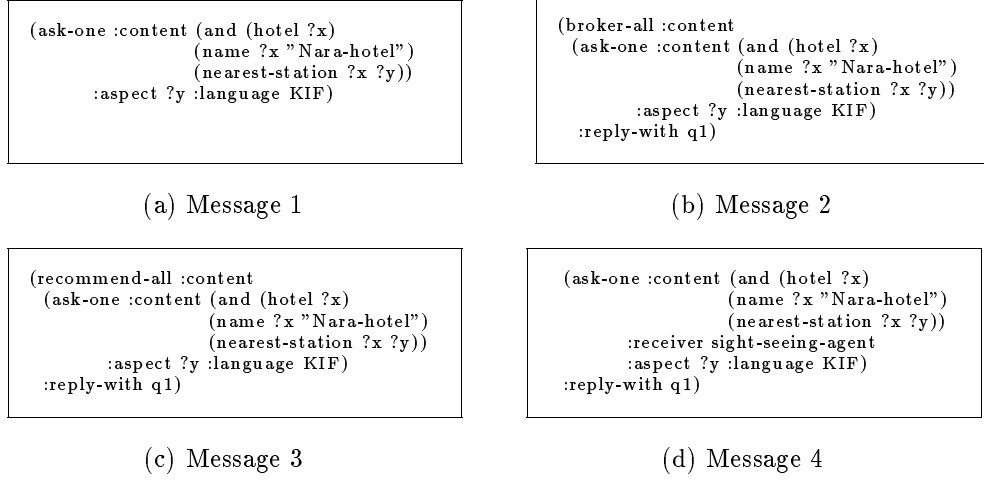 (ask-one :content (and (hotel ?x)
(name ?x "Nara-hotel")
(nearest-station ?x ?y))
:aspect ?y :language KIF)
(a) Message 1
(broker-all :content
(ask-one :content (and (hotel ?x)
(name ?x "Nara-hotel")
(nearest-station ?x ?y))
:aspect ?y :language KIF)
:reply-with q1)
(b) Message 2
(recommend-all :content
(ask-one :content (and (hotel ?x)
(name ?x "Nara-hotel")
(nearest-station ?x ?y))
:aspect ?y :language KIF)
:reply-with q1)
(c) Message 3
(ask-one :content (and (hotel ?x)
(name ?x "Nara-hotel")
(nearest-station ?x ?y))
:receiver sight-seeing-agent
:aspect ?y :language KIF)
:reply-with q1)
(d) Message 4